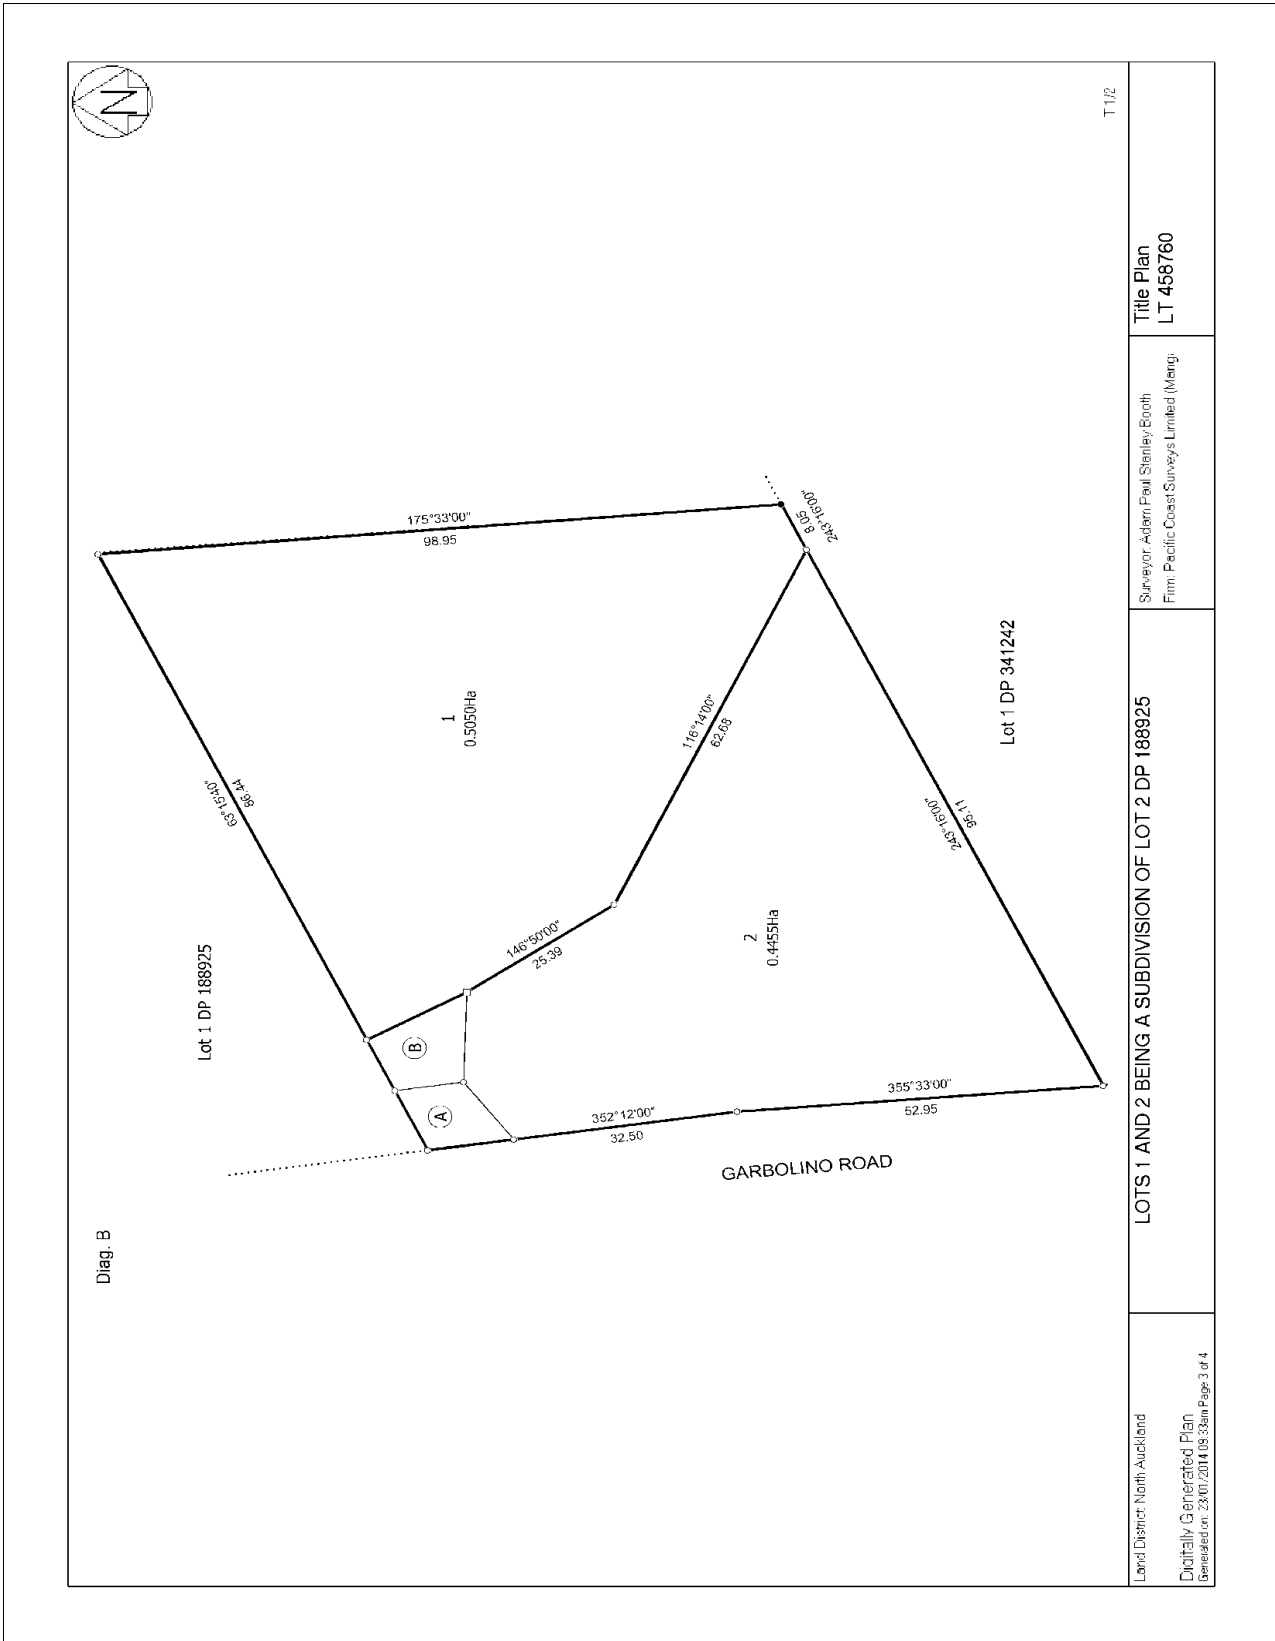 Diag. B
N
Lot 1 DP 188925
63°15'40"
86.44
175°33'00"
98.95
1
0.5050Ha
B
A
146°50'00"
25.39
116°14'00"
62.68
8.05
243°16'00"
2
0.4455Ha
352°12'00"
32.50
355°33'00"
52.95
243°16'00"
95.11
Lot 1 DP 341242
GARBOLINO ROAD
T 1/2
Land District: North Auckland
Digitally Generated Plan
Generated on: 23/01/2014 09:33am Page 3 of 4
LOTS 1 AND 2 BEING A SUBDIVISION OF LOT 2 DP 188925
Surveyor: Adam Paul Stanley Booth
Firm: Pacific Coast Surveys Limited (Mang
Title Plan
LT 458760